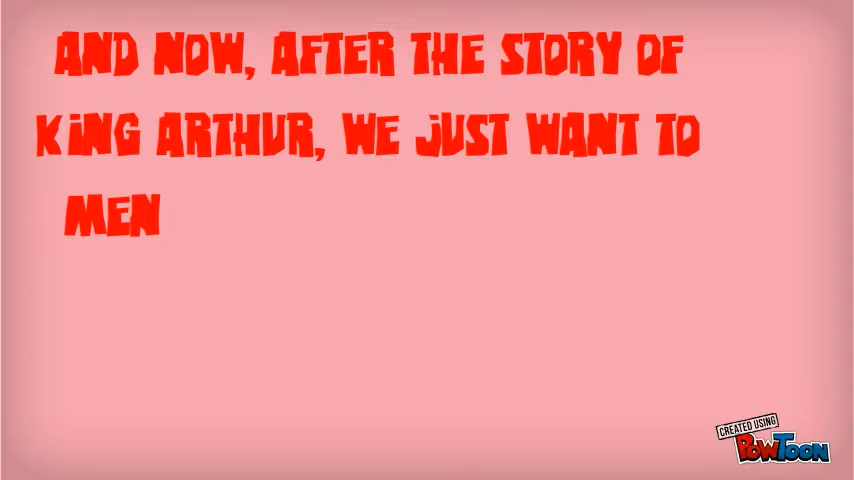 AND NOW, AFTER THE STORY OF
KING ARTHUR, WE JUST WANT TO
MEN
CREATED USING
POWTOON